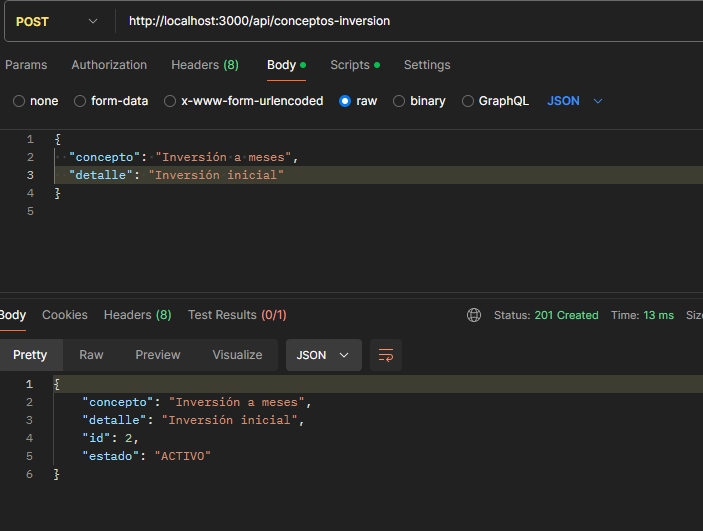 POST http://localhost:3000/api/conceptos-inversion
Params Authorization Headers (8) Body Scripts Settings
none form-data x-www-form-urlencoded raw binary GraphQL JSON
1 {
2 "concepto": "Inversión a meses",
3 "detalle": "Inversión inicial"
4 }
5
Body Cookies Headers (8) Test Results (0/1) Status: 201 Created Time: 13 ms Siz
Pretty Raw Preview Visualize JSON
1 {
2 "concepto": "Inversión a meses",
3 "detalle": "Inversión inicial",
4 "id": 2,
5 "estado": "ACTIVO"
6 }